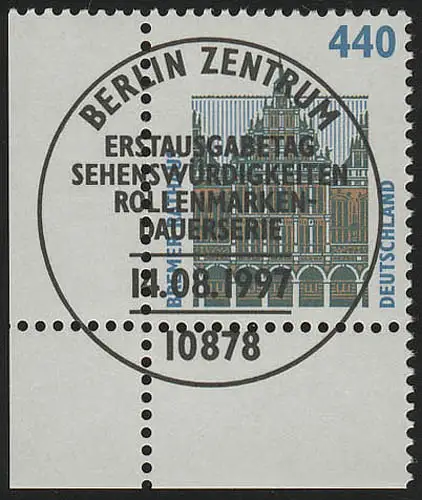 440
BERLIN ZENTRUM
ERSTAUSGABETAG
SEHENSWÜRDIGKEITEN
ROLLENMARKEN-
DAUERSERIE
14.08.1997
10878
DEUTSCHLAND